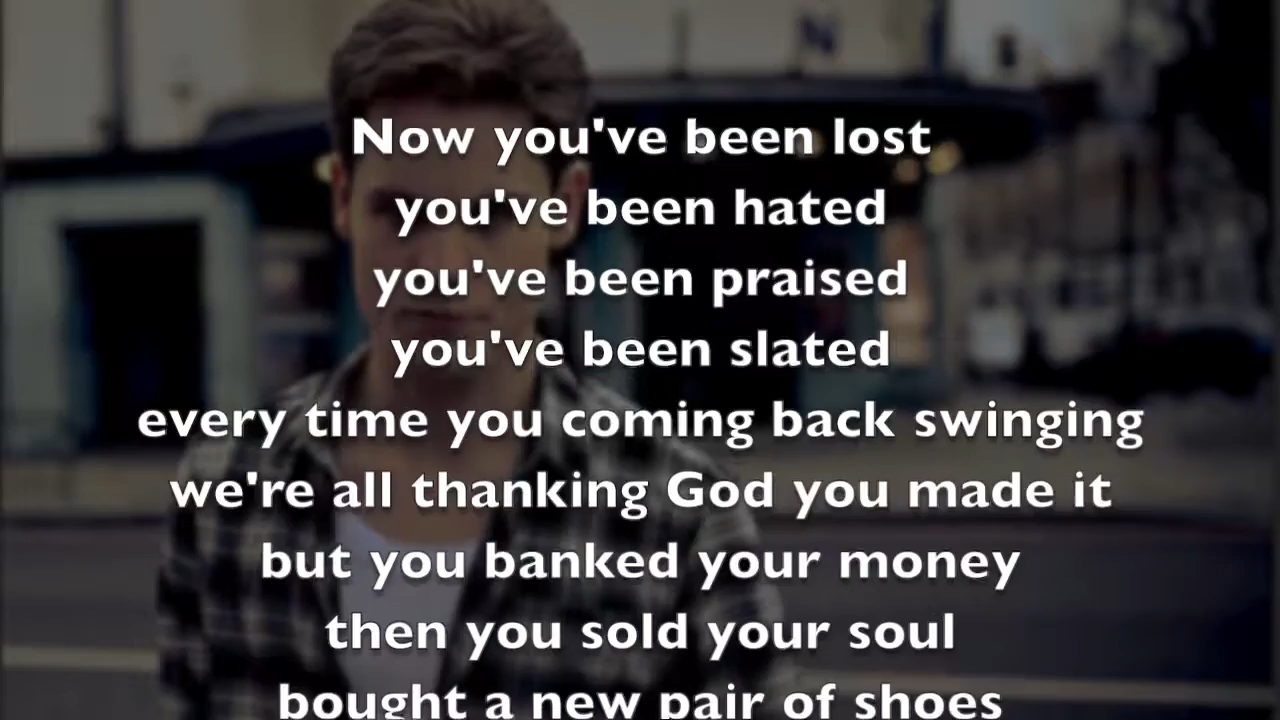 Now you've been lost
you've been hated
you've been praised
you've been slated
every time you coming back swinging
we're all thanking God you made it
but you banked your money
then you sold your soul
bought a new pair of shoes